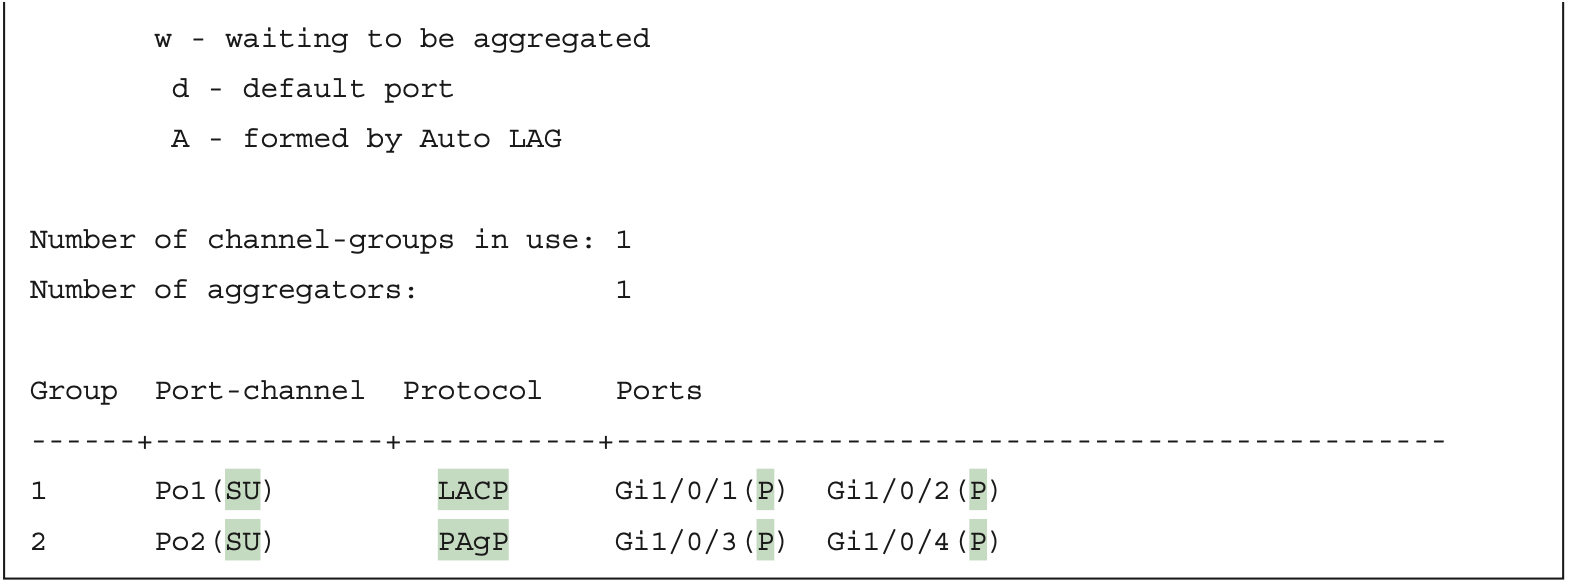 w - waiting to be aggregated
d - default port
A - formed by Auto LAG
Number of channel-groups in use: 1
Number of aggregators: 1
Group Port-channel Protocol Ports
------+-------------+-----------+-----------------------------------------------
1 Po1(SU) LACP Gi1/0/1(P) Gi1/0/2(P)
2 Po2(SU) PAgP Gi1/0/3(P) Gi1/0/4(P)